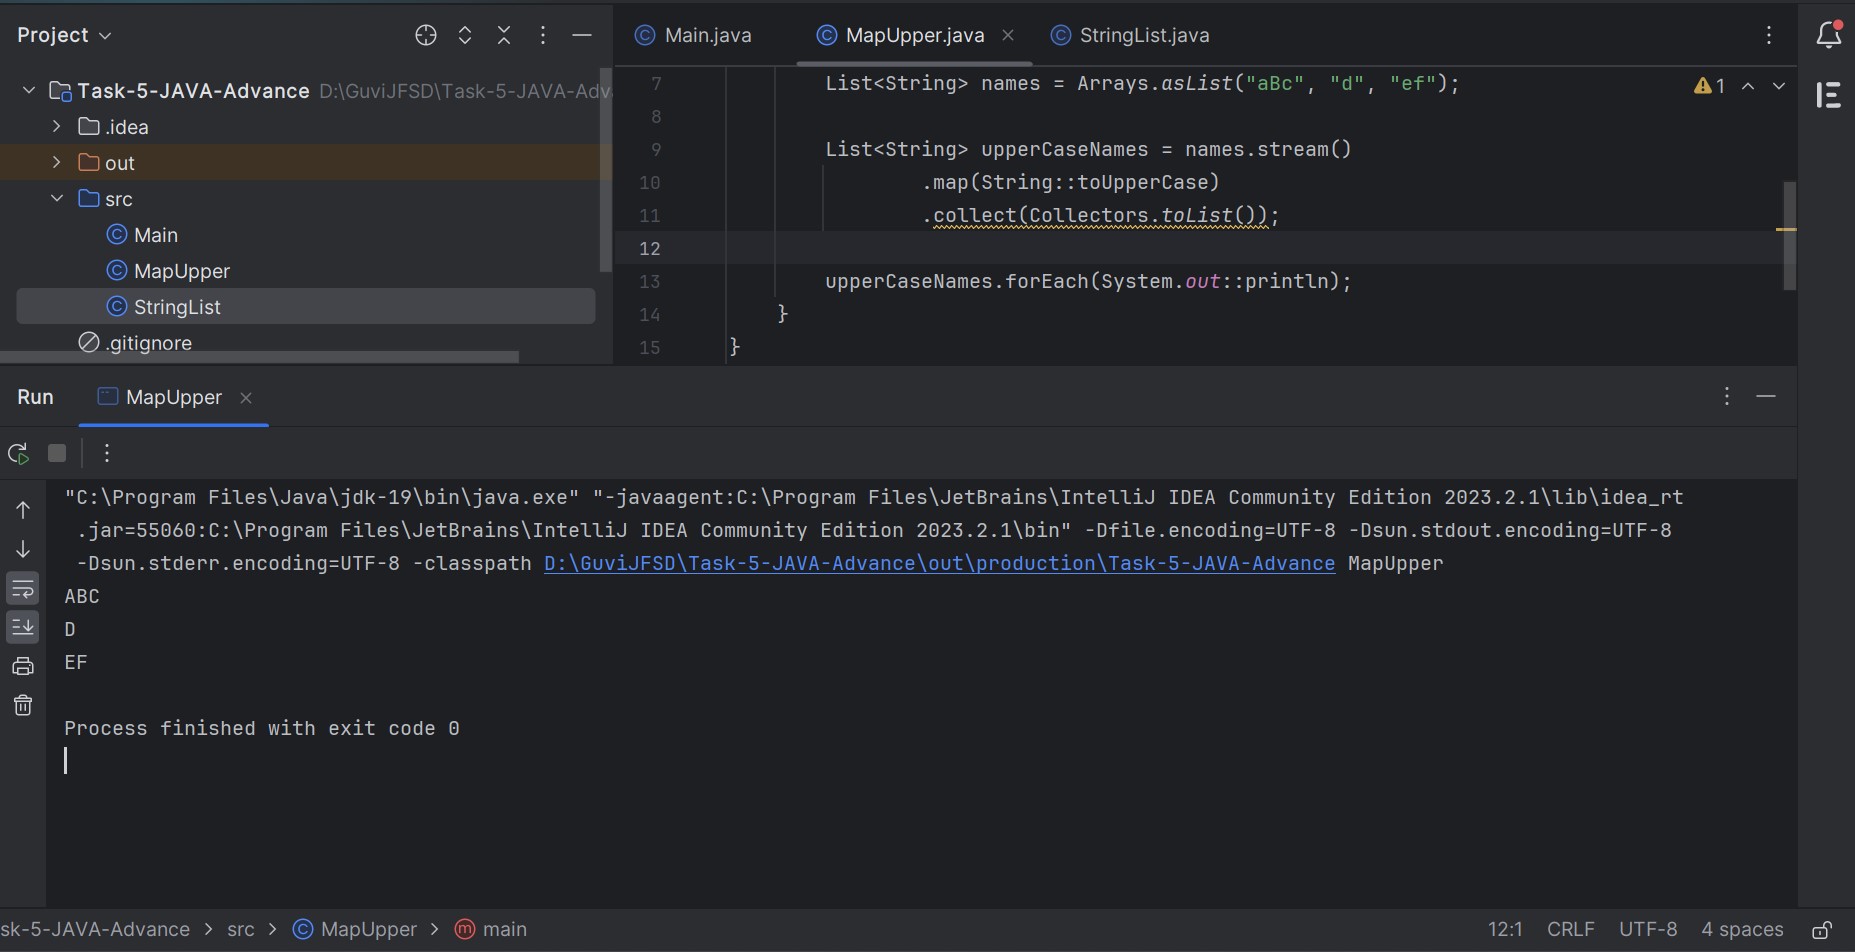 Project
Task-5-JAVA-Advance D:\GuviJFSD\Task-5-JAVA-Adv
.idea
out
src
Main
MapUpper
StringList
.gitignore
Main.java MapUpper.java StringList.java
7 List<String> names = Arrays.asList("aBc", "d", "ef"); 1
8
9 List<String> upperCaseNames = names.stream()
10 .map(String::toUpperCase)
11 .collect(Collectors.toList());
12
13 upperCaseNames.forEach(System.out::println);
14 }
15 }
Run MapUpper
"C:\Program Files\Java\jdk-19\bin\java.exe" "-javaagent:C:\Program Files\JetBrains\IntelliJ IDEA Community Edition 2023.2.1\lib\idea_rt
.jar=55060:C:\Program Files\JetBrains\IntelliJ IDEA Community Edition 2023.2.1\bin" -Dfile.encoding=UTF-8 -Dsun.stdout.encoding=UTF-8
-Dsun.stderr.encoding=UTF-8 -classpath D:\GuviJFSD\Task-5-JAVA-Advance\out\production\Task-5-JAVA-Advance MapUpper
ABC
D
EF
Process finished with exit code 0
sk-5-JAVA-Advance > src > MapUpper > main 12:1 CRLF UTF-8 4 spaces